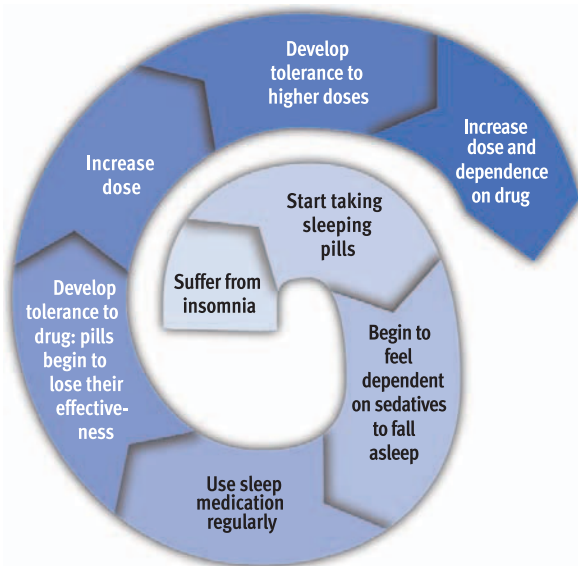 Suffer from
insomnia
Start taking
sleeping
pills
Begin to
feel
dependent
on sedatives
to fall
asleep
Use sleep
medication
regularly
Develop
tolerance to
drug: pills
begin to
lose their
effective-
ness
Increase
dose
Develop
tolerance to
higher doses
Increase
dose and
dependence
on drug